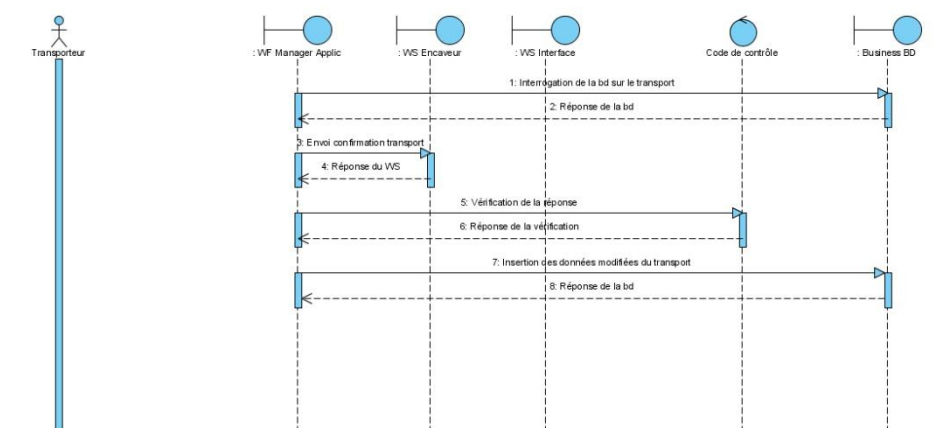 Transporteur
: WF Manager Applic
: WS Encaveur
: WS Interface
Code de contrôle
: Business BD
1: Interrogation de la bd sur le transport
2: Réponse de la bd
3: Envoi confirmation transport
4: Réponse du WS
5: Vérification de la réponse
6: Réponse de la vérification
7: Insertion des données modifiées du transport
8: Réponse de la bd